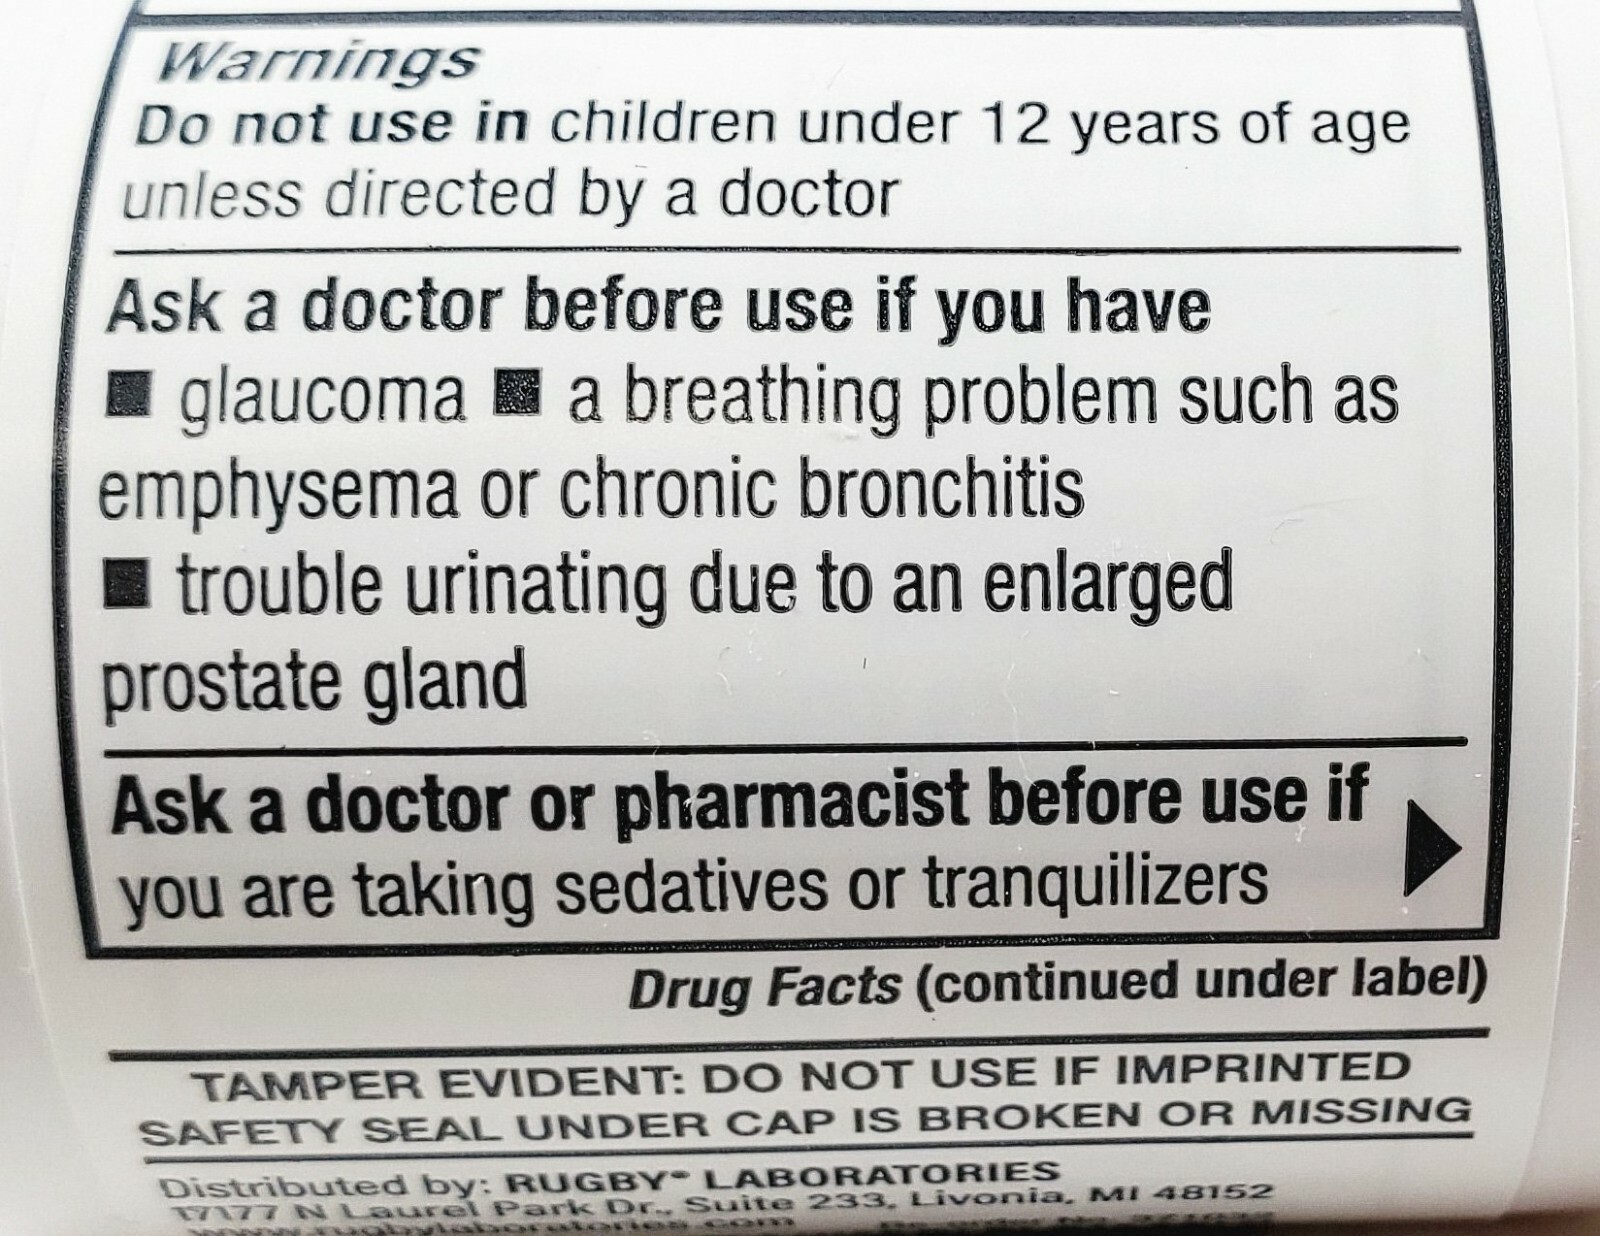 Warnings
Do not use in children under 12 years of age
unless directed by a doctor
Ask a doctor before use if you have
■ glaucoma ■ a breathing problem such as
emphysema or chronic bronchitis
■ trouble urinating due to an enlarged
prostate gland
Ask a doctor or pharmacist before use if
you are taking sedatives or tranquilizers
Drug Facts (continued under label)
TAMPER EVIDENT: DO NOT USE IF IMPRINTED
SAFETY SEAL UNDER CAP IS BROKEN OR MISSING
Distributed by: RUGBY® LABORATORIES
17177 N Laurel Park Dr., Suite 233, Livonia, MI 48152
www.rugbylaboratories.com